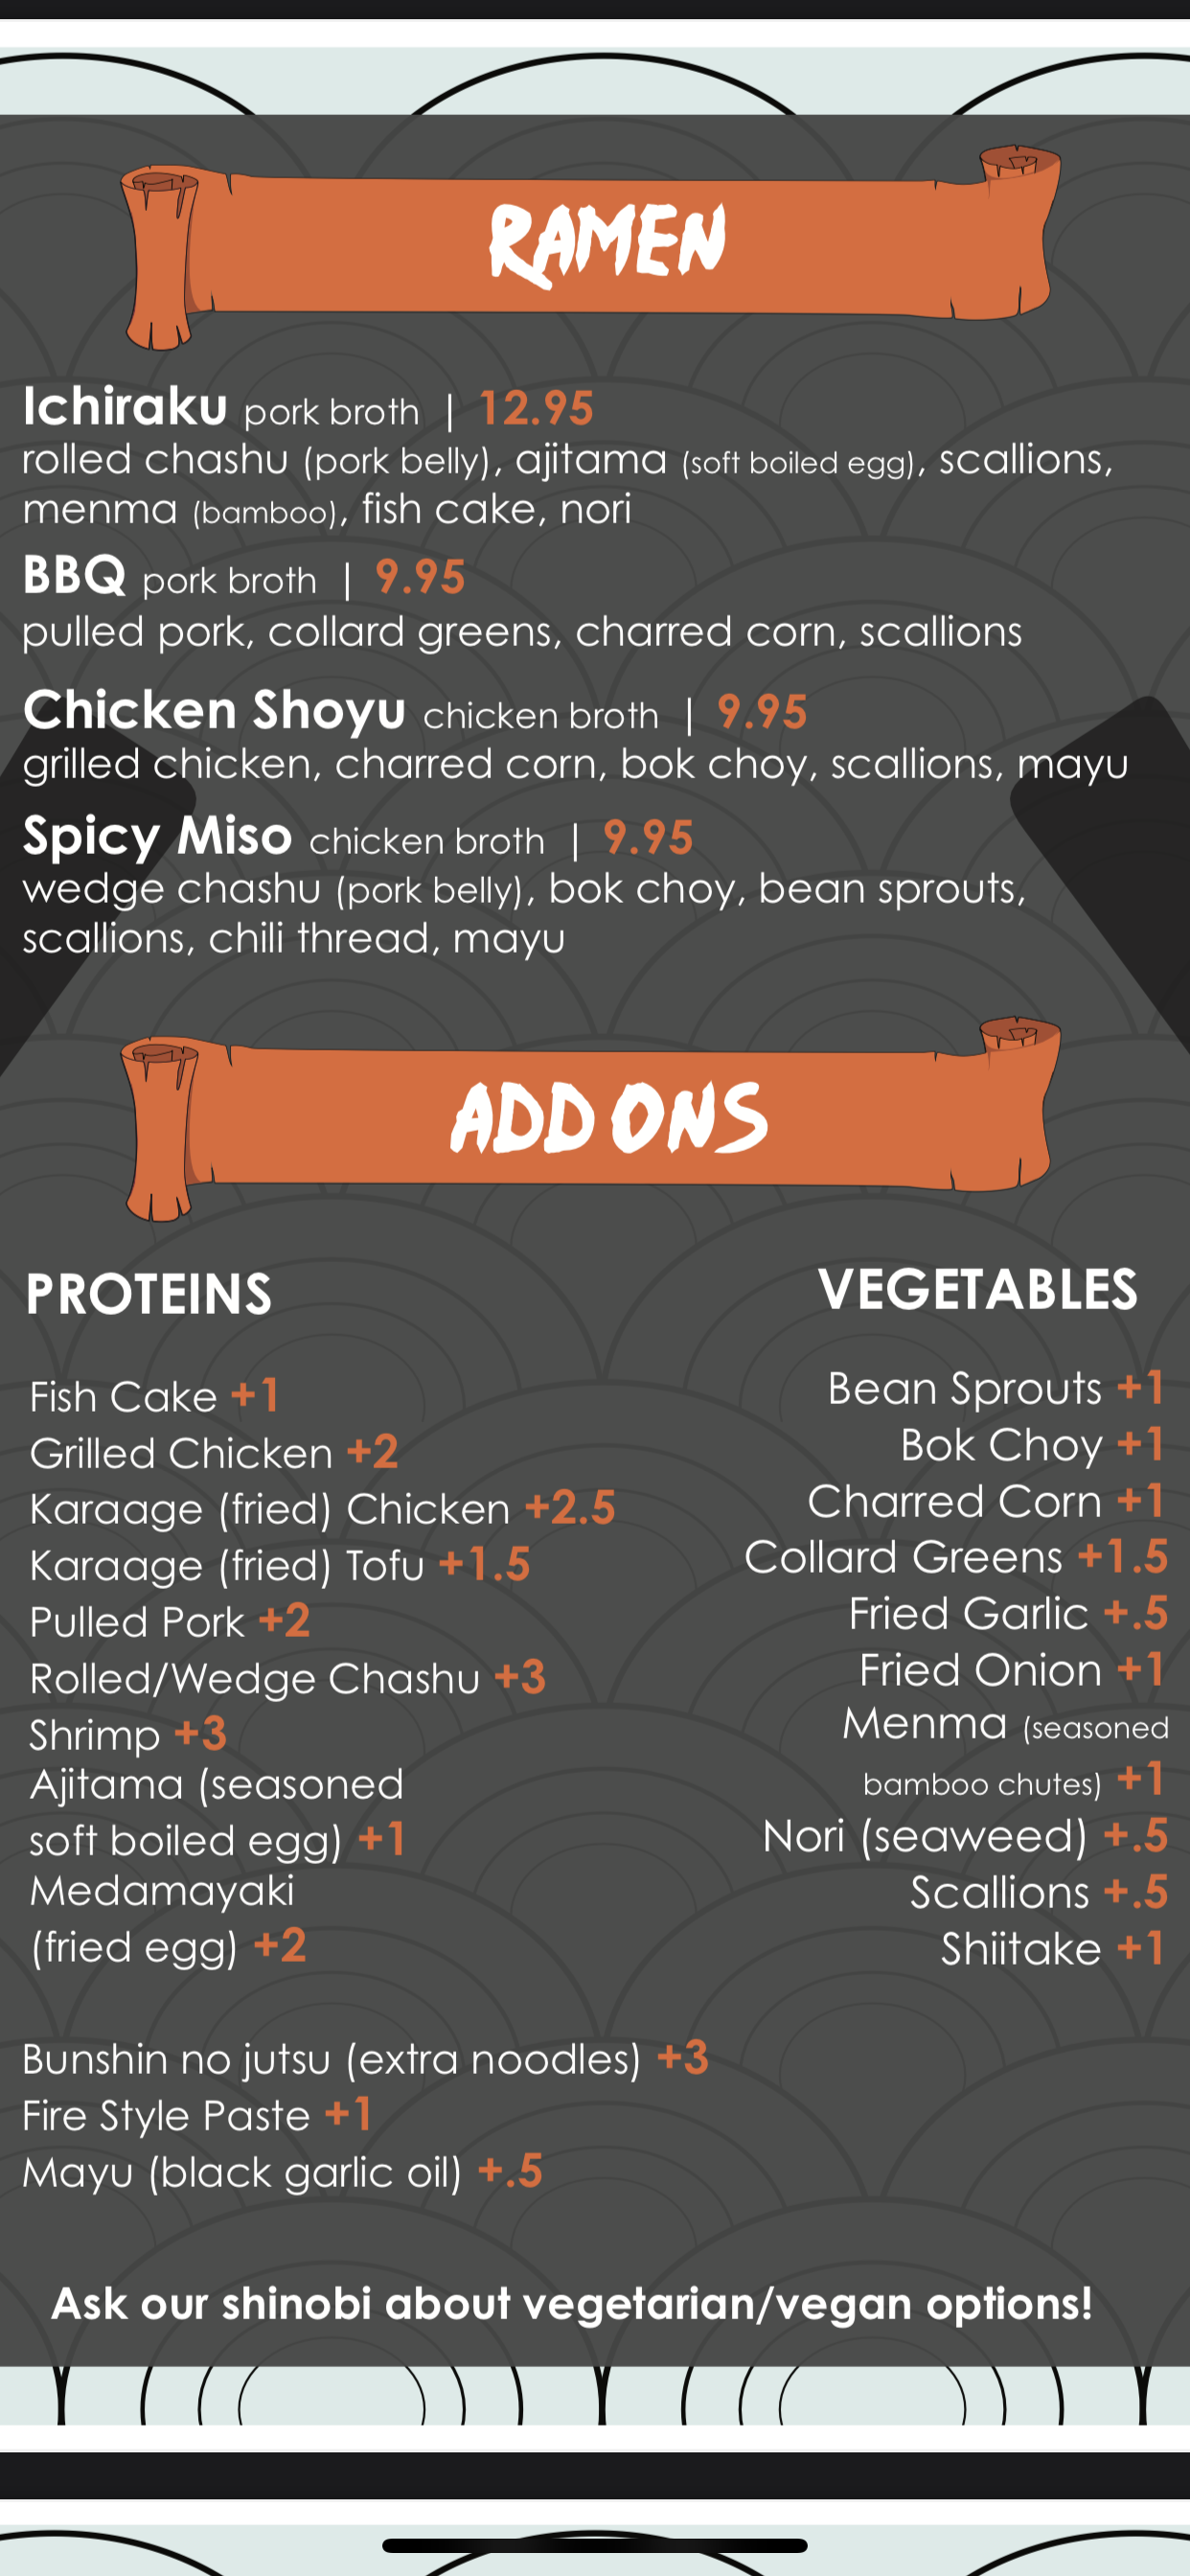 RAMEN
Ichiraku pork broth | 12.95
rolled chashu (pork belly), ajitama (soft boiled egg), scallions,
menma (bamboo), fish cake, nori
BBQ pork broth | 9.95
pulled pork, collard greens, charred corn, scallions
Chicken Shoyu chicken broth | 9.95
grilled chicken, charred corn, bok choy, scallions, mayu
Spicy Miso chicken broth | 9.95
wedge chashu (pork belly), bok choy, bean sprouts,
scallions, chili thread, mayu
ADD ONS
PROTEINS
Fish Cake +1
Grilled Chicken +2
Karaage (fried) Chicken +2.5
Karaage (fried) Tofu +1.5
Pulled Pork +2
Rolled/Wedge Chashu +3
Shrimp +3
Ajitama (seasoned
soft boiled egg) +1
Medamayaki
(fried egg) +2
VEGETABLES
Bean Sprouts +1
Bok Choy +1
Charred Corn +1
Collard Greens +1.5
Fried Garlic +.5
Fried Onion +1
Menma (seasoned
bamboo chutes) +1
Nori (seaweed) +.5
Scallions +.5
Shiitake +1
Bunshin no jutsu (extra noodles) +3
Fire Style Paste +1
Mayu (black garlic oil) +.5
Ask our shinobi about vegetarian/vegan options!